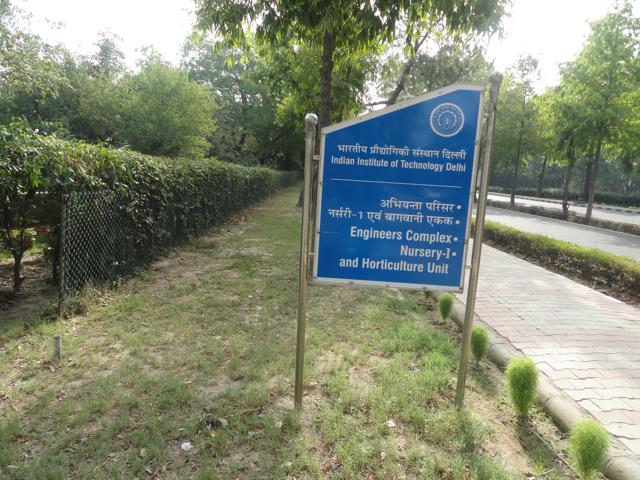 भारतीय प्रौद्योगिकी संस्थान दिल्ली
Indian Institute of Technology Delhi
अभियन्ता परिसर •
नर्सरी-1 एवं बागवानी एकक •
Engineers Complex •
Nursery-I •
and Horticulture Unit